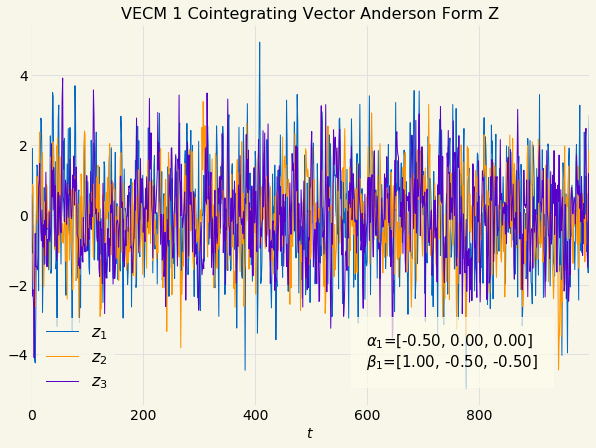 VECM 1 Cointegrating Vector Anderson Form Z
4
2
0
−2
−4
z1
z2
z3
α1=[-0.50, 0.00, 0.00]
β1=[1.00, -0.50, -0.50]
0 200 400 600 800
t